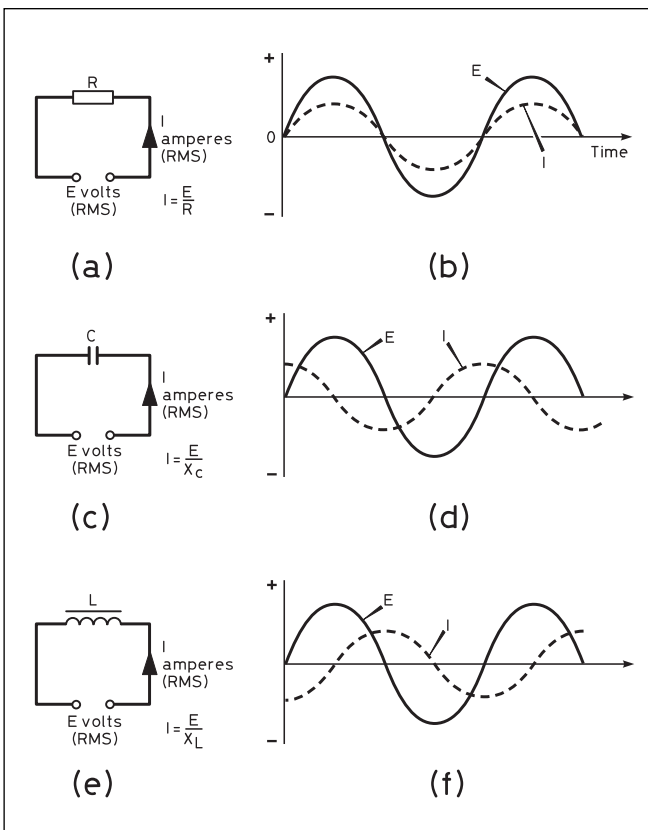 R
I
amperes
(RMS)
E volts
(RMS)
I = E/R
(a)
+
0
−
E
I
Time
(b)
C
I
amperes
(RMS)
E volts
(RMS)
I = E/X_C
(c)
+
−
E
I
(d)
L
I
amperes
(RMS)
E volts
(RMS)
I = E/X_L
(e)
+
−
E
I
(f)